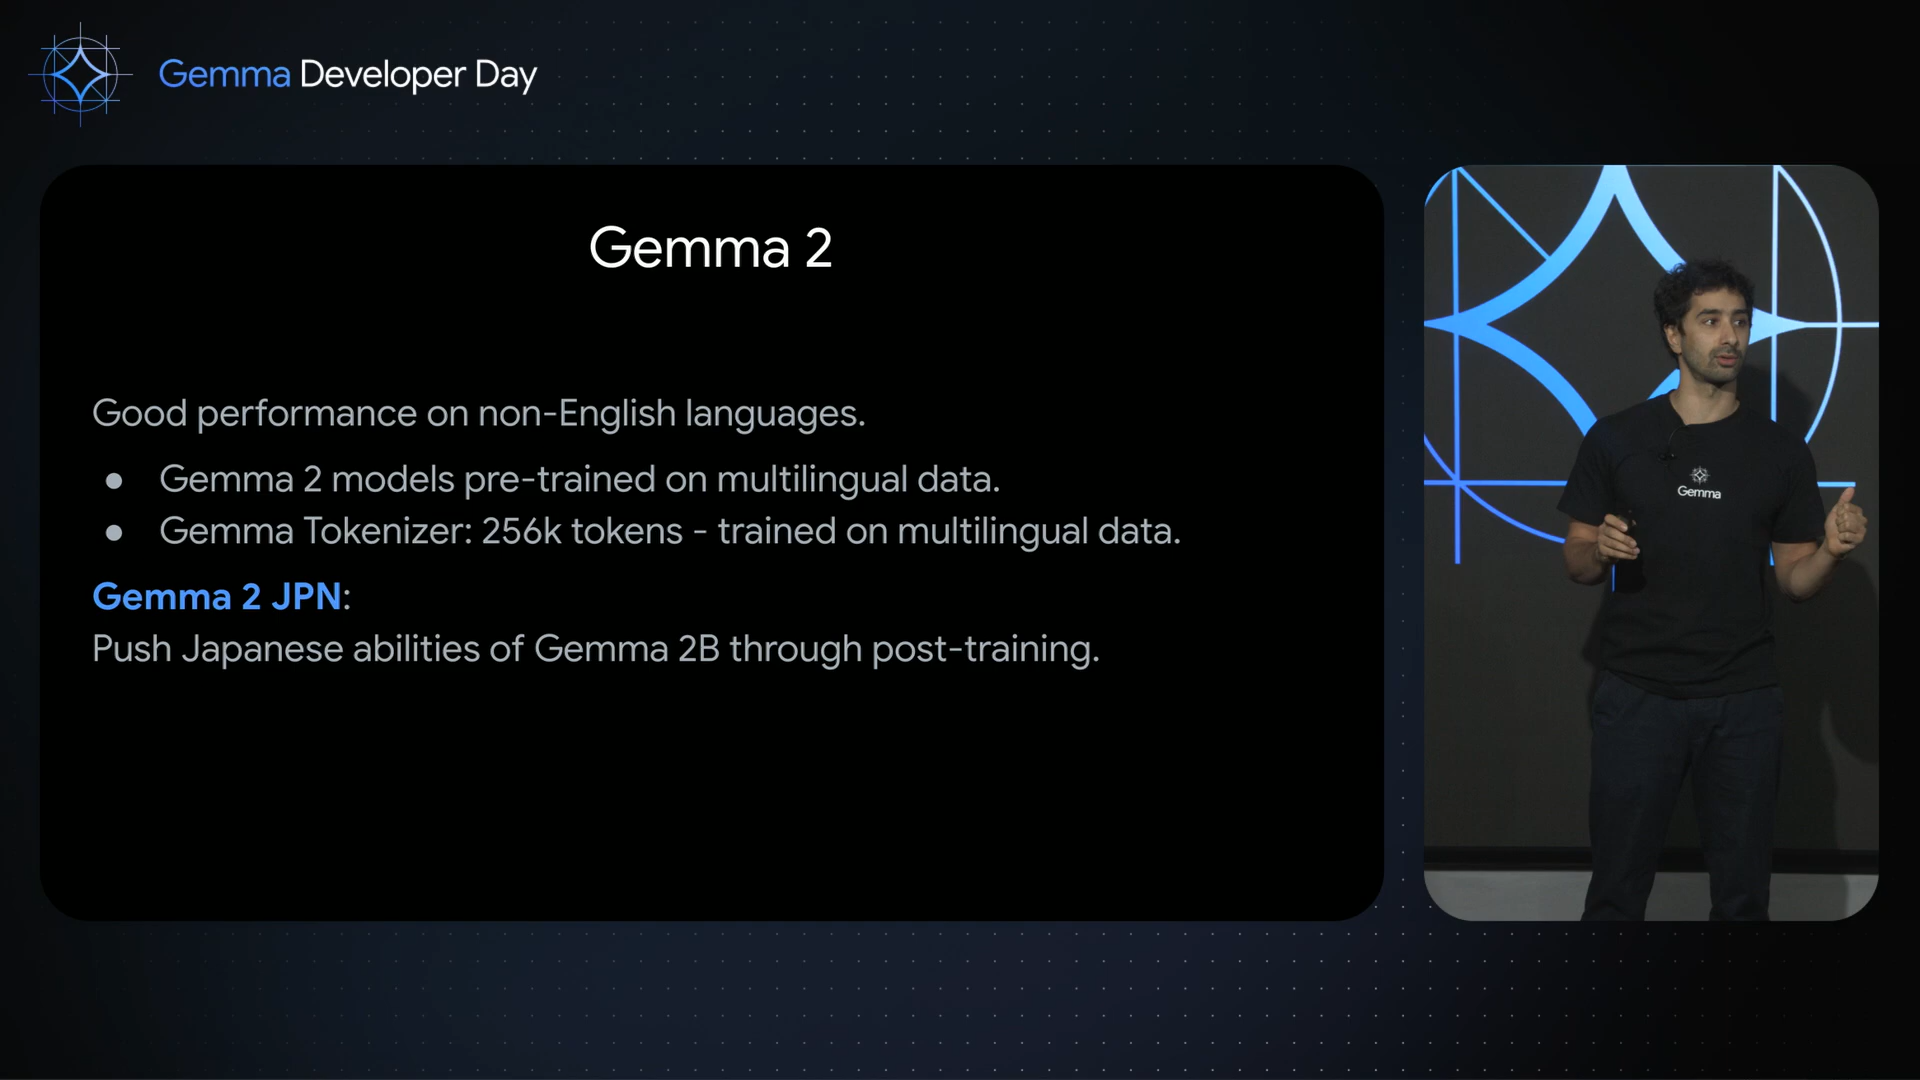 Gemma Developer Day
Gemma 2
Good performance on non-English languages.
● Gemma 2 models pre-trained on multilingual data.
● Gemma Tokenizer: 256k tokens - trained on multilingual data.
Gemma 2 JPN:
Push Japanese abilities of Gemma 2B through post-training.
Gemma